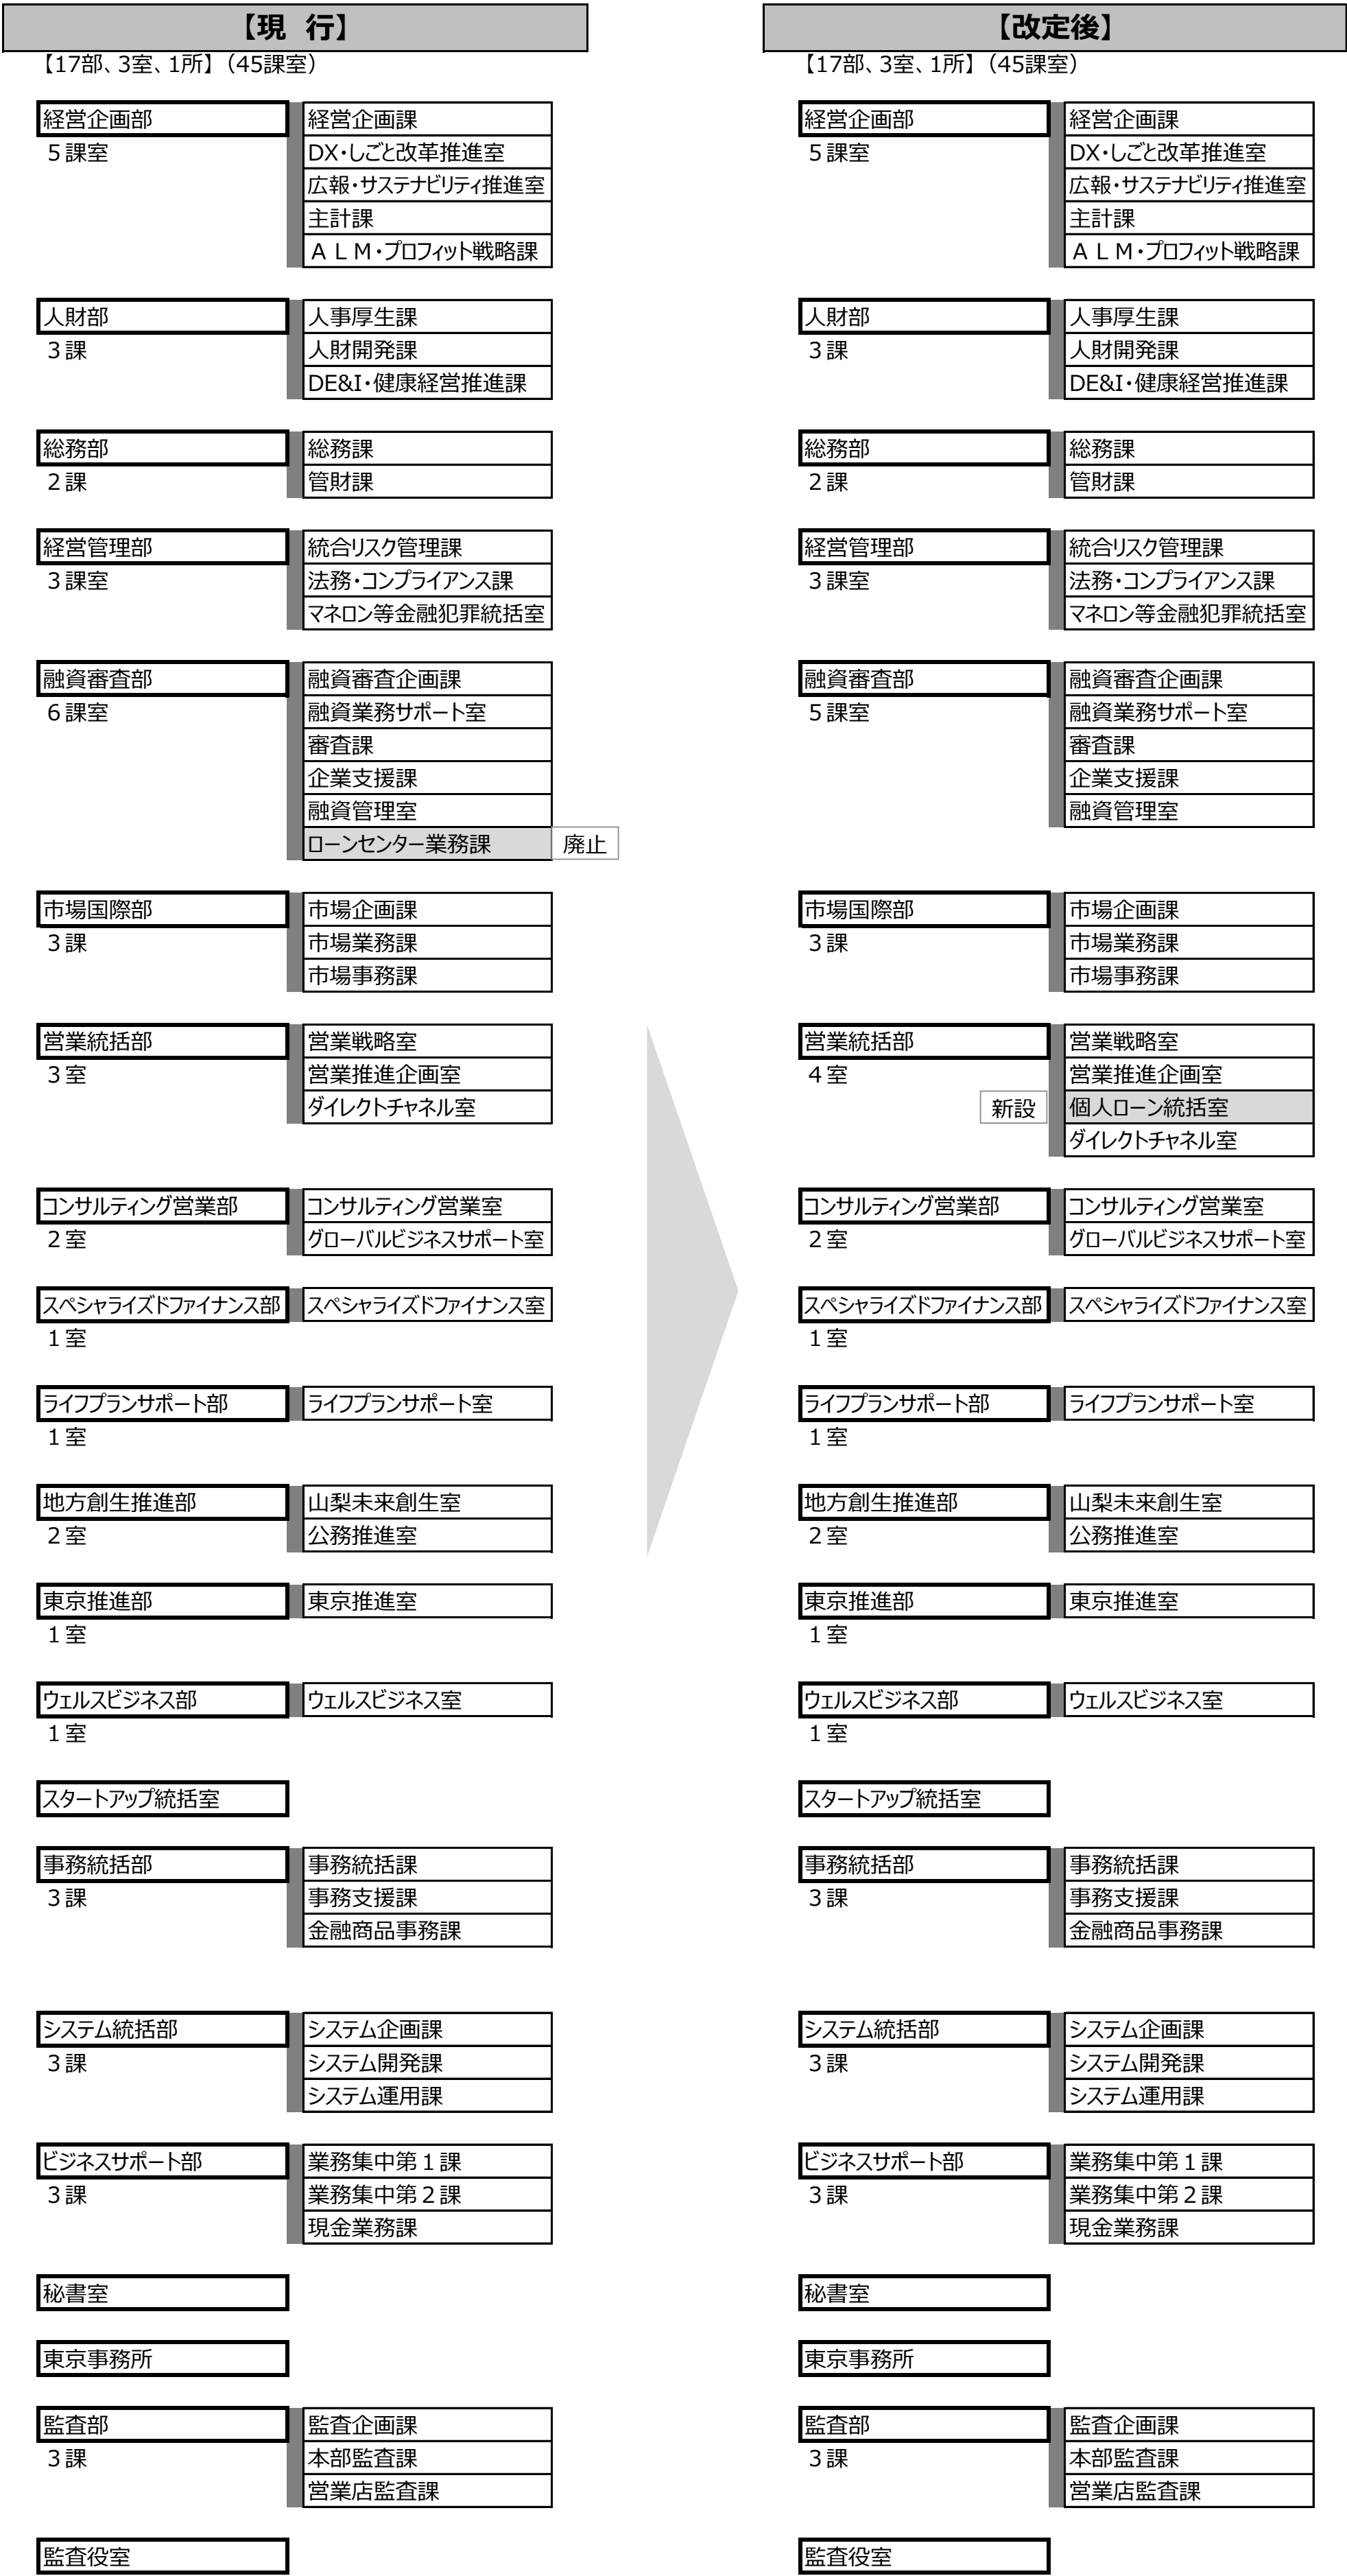 【現　行】
【17部、3室、1所】（45課室）
経営企画部
５課室
経営企画課
DX・しごと改革推進室
広報・サステナビリティ推進室
主計課
ＡＬＭ・プロフィット戦略課
人財部
３課
人事厚生課
人財開発課
DE&I・健康経営推進課
総務部
２課
総務課
管財課
経営管理部
３課室
統合リスク管理課
法務・コンプライアンス課
マネロン等金融犯罪統括室
融資審査部
６課室
融資審査企画課
融資業務サポート室
審査課
企業支援課
融資管理室
ローンセンター業務課
廃止
市場国際部
３課
市場企画課
市場業務課
市場事務課
営業統括部
３室
営業戦略室
営業推進企画室
ダイレクトチャネル室
コンサルティング営業部
２室
コンサルティング営業室
グローバルビジネスサポート室
スペシャライズドファイナンス部
１室
スペシャライズドファイナンス室
ライフプランサポート部
１室
ライフプランサポート室
地方創生推進部
２室
山梨未来創生室
公務推進室
東京推進部
１室
東京推進室
ウェルスビジネス部
１室
ウェルスビジネス室
スタートアップ統括室
事務統括部
３課
事務統括課
事務支援課
金融商品事務課
システム統括部
３課
システム企画課
システム開発課
システム運用課
ビジネスサポート部
３課
業務集中第１課
業務集中第２課
現金業務課
秘書室
東京事務所
監査部
３課
監査企画課
本部監査課
営業店監査課
監査役室
【改定後】
【17部、3室、1所】（45課室）
経営企画部
５課室
経営企画課
DX・しごと改革推進室
広報・サステナビリティ推進室
主計課
ＡＬＭ・プロフィット戦略課
人財部
３課
人事厚生課
人財開発課
DE&I・健康経営推進課
総務部
２課
総務課
管財課
経営管理部
３課室
統合リスク管理課
法務・コンプライアンス課
マネロン等金融犯罪統括室
融資審査部
５課室
融資審査企画課
融資業務サポート室
審査課
企業支援課
融資管理室
市場国際部
３課
市場企画課
市場業務課
市場事務課
営業統括部
４室
営業戦略室
営業推進企画室
新設
個人ローン統括室
ダイレクトチャネル室
コンサルティング営業部
２室
コンサルティング営業室
グローバルビジネスサポート室
スペシャライズドファイナンス部
１室
スペシャライズドファイナンス室
ライフプランサポート部
１室
ライフプランサポート室
地方創生推進部
２室
山梨未来創生室
公務推進室
東京推進部
１室
東京推進室
ウェルスビジネス部
１室
ウェルスビジネス室
スタートアップ統括室
事務統括部
３課
事務統括課
事務支援課
金融商品事務課
システム統括部
３課
システム企画課
システム開発課
システム運用課
ビジネスサポート部
３課
業務集中第１課
業務集中第２課
現金業務課
秘書室
東京事務所
監査部
３課
監査企画課
本部監査課
営業店監査課
監査役室